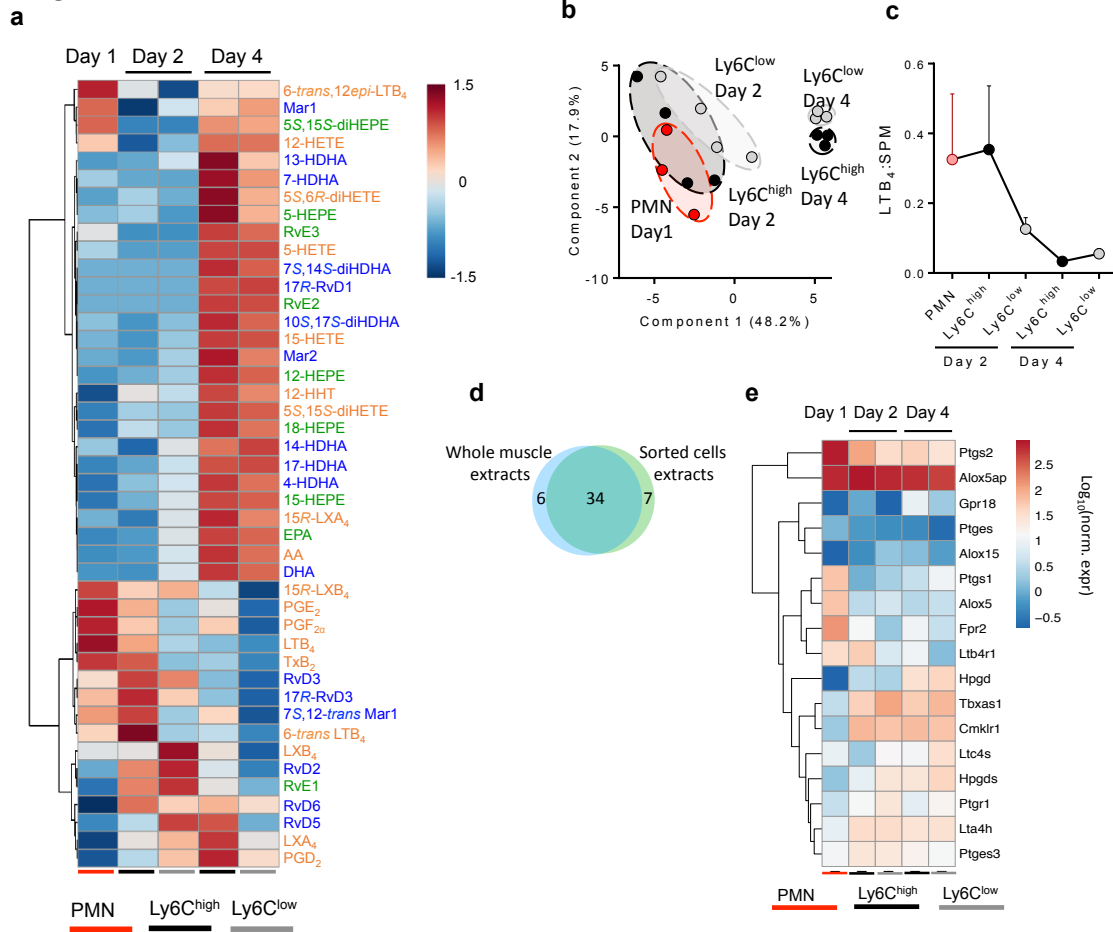 a
Day 1 Day 2 Day 4
6-trans,12epi-LTB4
Mar1
5S,15S-diHEPE
12-HETE
13-HDHA
7-HDHA
5S,6R-diHETE
5-HEPE
RvE3
5-HETE
7S,14S-diHDHA
17R-RvD1
RvE2
10S,17S-diHDHA
15-HETE
Mar2
12-HEPE
12-HHT
5S,15S-diHETE
18-HEPE
14-HDHA
17-HDHA
4-HDHA
15-HEPE
15R-LXA4
EPA
AA
DHA
15R-LXB4
PGE2
PGF2α
LTB4
TxB2
RvD3
17R-RvD3
7S,12-trans Mar1
6-trans LTB4
LXB4
RvD2
RvE1
RvD6
RvD5
LXA4
PGD2
1.5
0
-1.5
PMN Ly6Chigh Ly6Clow
b
Component 2 (17.9%)
5
0
-5
-10
-5 0 5
Component 1 (48.2%)
Ly6Clow
Day 2
Ly6Clow
Day 4
Ly6Chigh
Day 4
Ly6Chigh
Day 2
PMN
Day1
c
LTB4:SPM
0.6
0.4
0.2
0.0
PMN Ly6Chigh Ly6Clow Ly6Chigh Ly6Clow
Day 2 Day 4
d
Whole muscle
extracts
Sorted cells
extracts
6 34 7
e
Day 1 Day 2 Day 4
Ptgs2
Alox5ap
Gpr18
Ptges
Alox15
Ptgs1
Alox5
Fpr2
Ltb4r1
Hpgd
Tbxas1
Cmklr1
Ltc4s
Hpgds
Ptgr1
Lta4h
Ptges3
2.5
2
1.5
1
0.5
0
−0.5
Log10(norm. expr)
PMN Ly6Chigh Ly6Clow